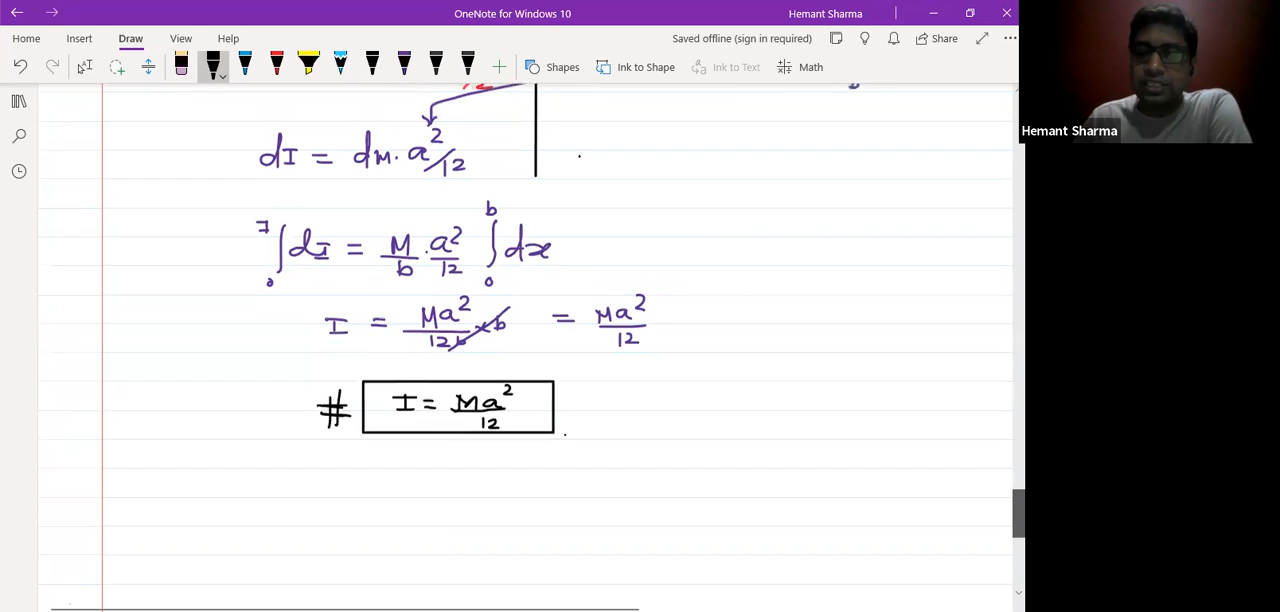 OneNote for Windows 10
Hemant Sharma
Home Insert Draw View Help
Saved offline (sign in required)
Share
Shapes
Ink to Shape
Ink to Text
Math
Hemant Sharma
dI = dM. a²/12
∫₀ᴵ dI = M/b . a²/12 ∫₀ᵇ dx
I = Ma²/12b × b = Ma²/12
# I = Ma²/12